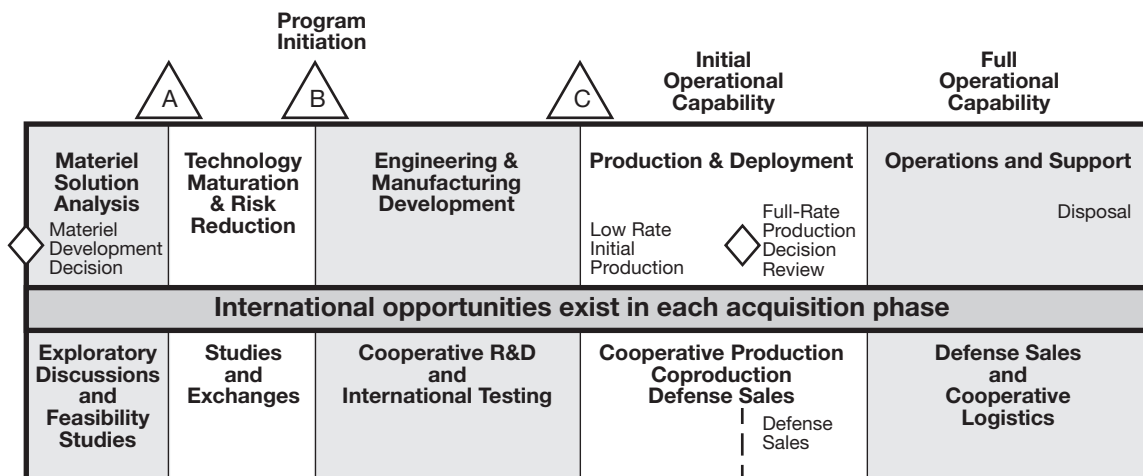 Program
Initiation
Initial
Operational
Capability
Full
Operational
Capability
A
B
C
Materiel
Solution
Analysis
Materiel
Development
Decision
Technology
Maturation
& Risk
Reduction
Engineering &
Manufacturing
Development
Production & Deployment
Low Rate
Initial
Production
Full-Rate
Production
Decision
Review
Operations and Support
Disposal
International opportunities exist in each acquisition phase
Exploratory
Discussions
and
Feasibility
Studies
Studies
and
Exchanges
Cooperative R&D
and
International Testing
Cooperative Production
Coproduction
Defense Sales
Defense
Sales
Defense Sales
and
Cooperative
Logistics